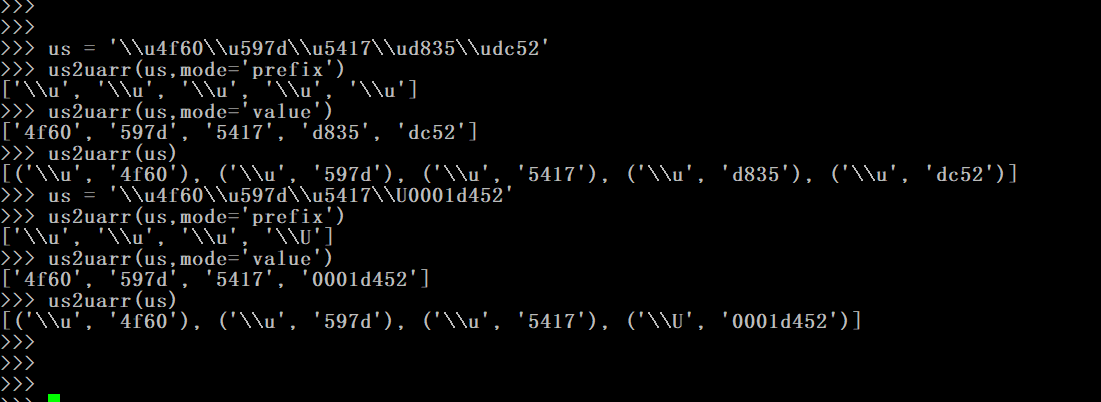 >>>
>>>
>>> us = '\\u4f60\\u597d\\u5417\\ud835\\udc52'
>>> us2uarr(us,mode='prefix')
['\\u', '\\u', '\\u', '\\u', '\\u']
>>> us2uarr(us,mode='value')
['4f60', '597d', '5417', 'd835', 'dc52']
>>> us2uarr(us)
[('\\u', '4f60'), ('\\u', '597d'), ('\\u', '5417'), ('\\u', 'd835'), ('\\u', 'dc52')]
>>> us = '\\u4f60\\u597d\\u5417\\U0001d452'
>>> us2uarr(us,mode='prefix')
['\\u', '\\u', '\\u', '\\U']
>>> us2uarr(us,mode='value')
['4f60', '597d', '5417', '0001d452']
>>> us2uarr(us)
[('\\u', '4f60'), ('\\u', '597d'), ('\\u', '5417'), ('\\U', '0001d452')]
>>>
>>>
>>>
>>>